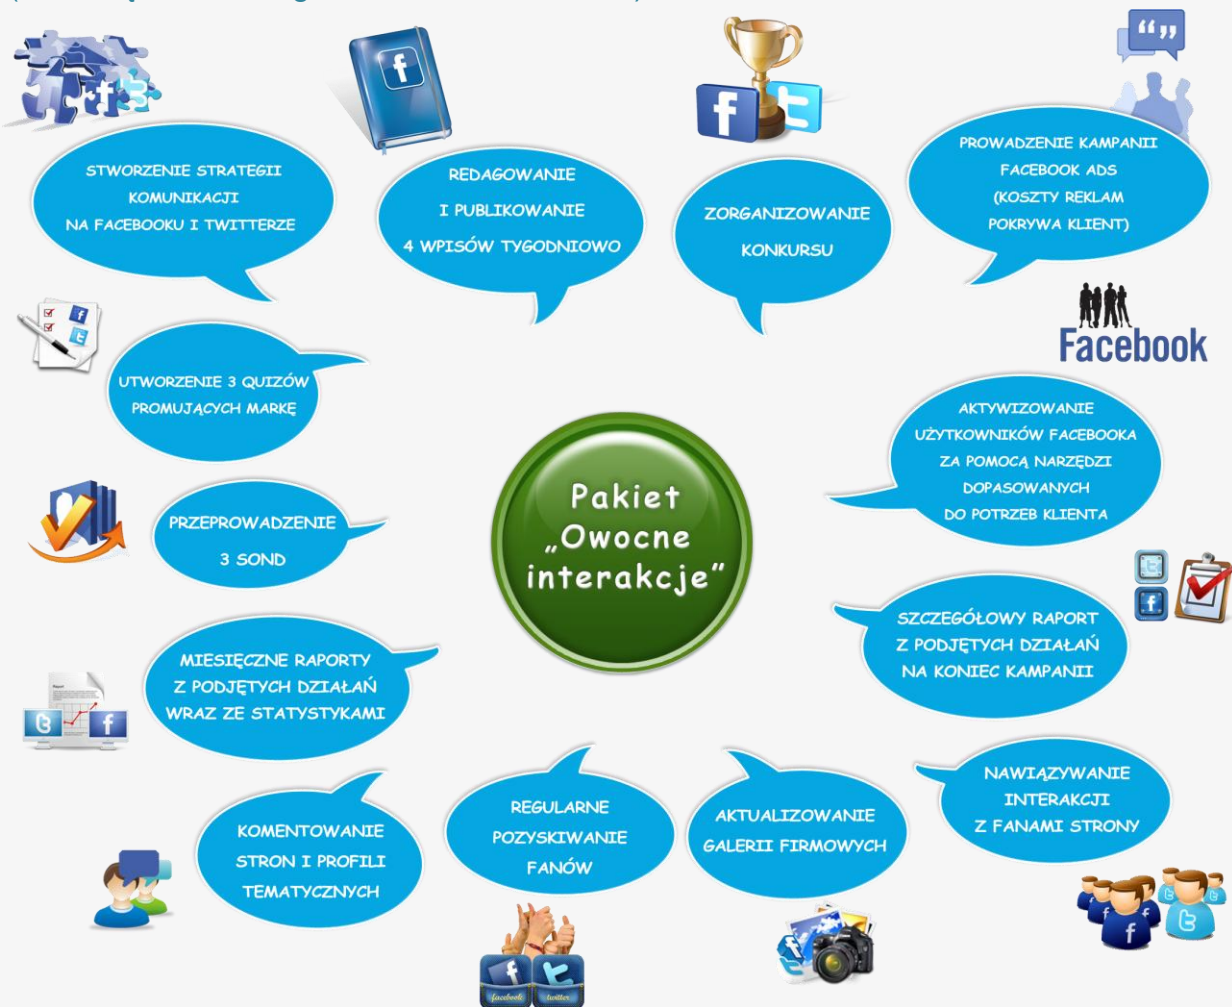 STWORZENIE STRATEGII
KOMUNIKACJI
NA FACEBOOKU I TWITTERZE
REDAGOWANIE
I PUBLIKOWANIE
4 WPISÓW TYGODNIOWO
ZORGANIZOWANIE
KONKURSU
PROWADZENIE KAMPANII
FACEBOOK ADS
(KOSZTY REKLAM
POKRYWA KLIENT)
Facebook
UTWORZENIE 3 QUIZÓW
PROMUJĄCYCH MARKĘ
AKTYWIZOWANIE
UŻYTKOWNIKÓW FACEBOOKA
ZA POMOCĄ NARZĘDZI
DOPASOWANYCH
DO POTRZEB KLIENTA
PRZEPROWADZENIE
3 SOND
Pakiet
„Owocne
interakcje”
SZCZEGÓŁOWY RAPORT
Z PODJĘTYCH DZIAŁAŃ
NA KONIEC KAMPANII
MIESIĘCZNE RAPORTY
Z PODJĘTYCH DZIAŁAŃ
WRAZ ZE STATYSTYKAMI
NAWIĄZYWANIE
INTERAKCJI
Z FANAMI STRONY
KOMENTOWANIE
STRON I PROFILI
TEMATYCZNYCH
REGULARNE
POZYSKIWANIE
FANÓW
AKTUALIZOWANIE
GALERII FIRMOWYCH
facebook
twitter